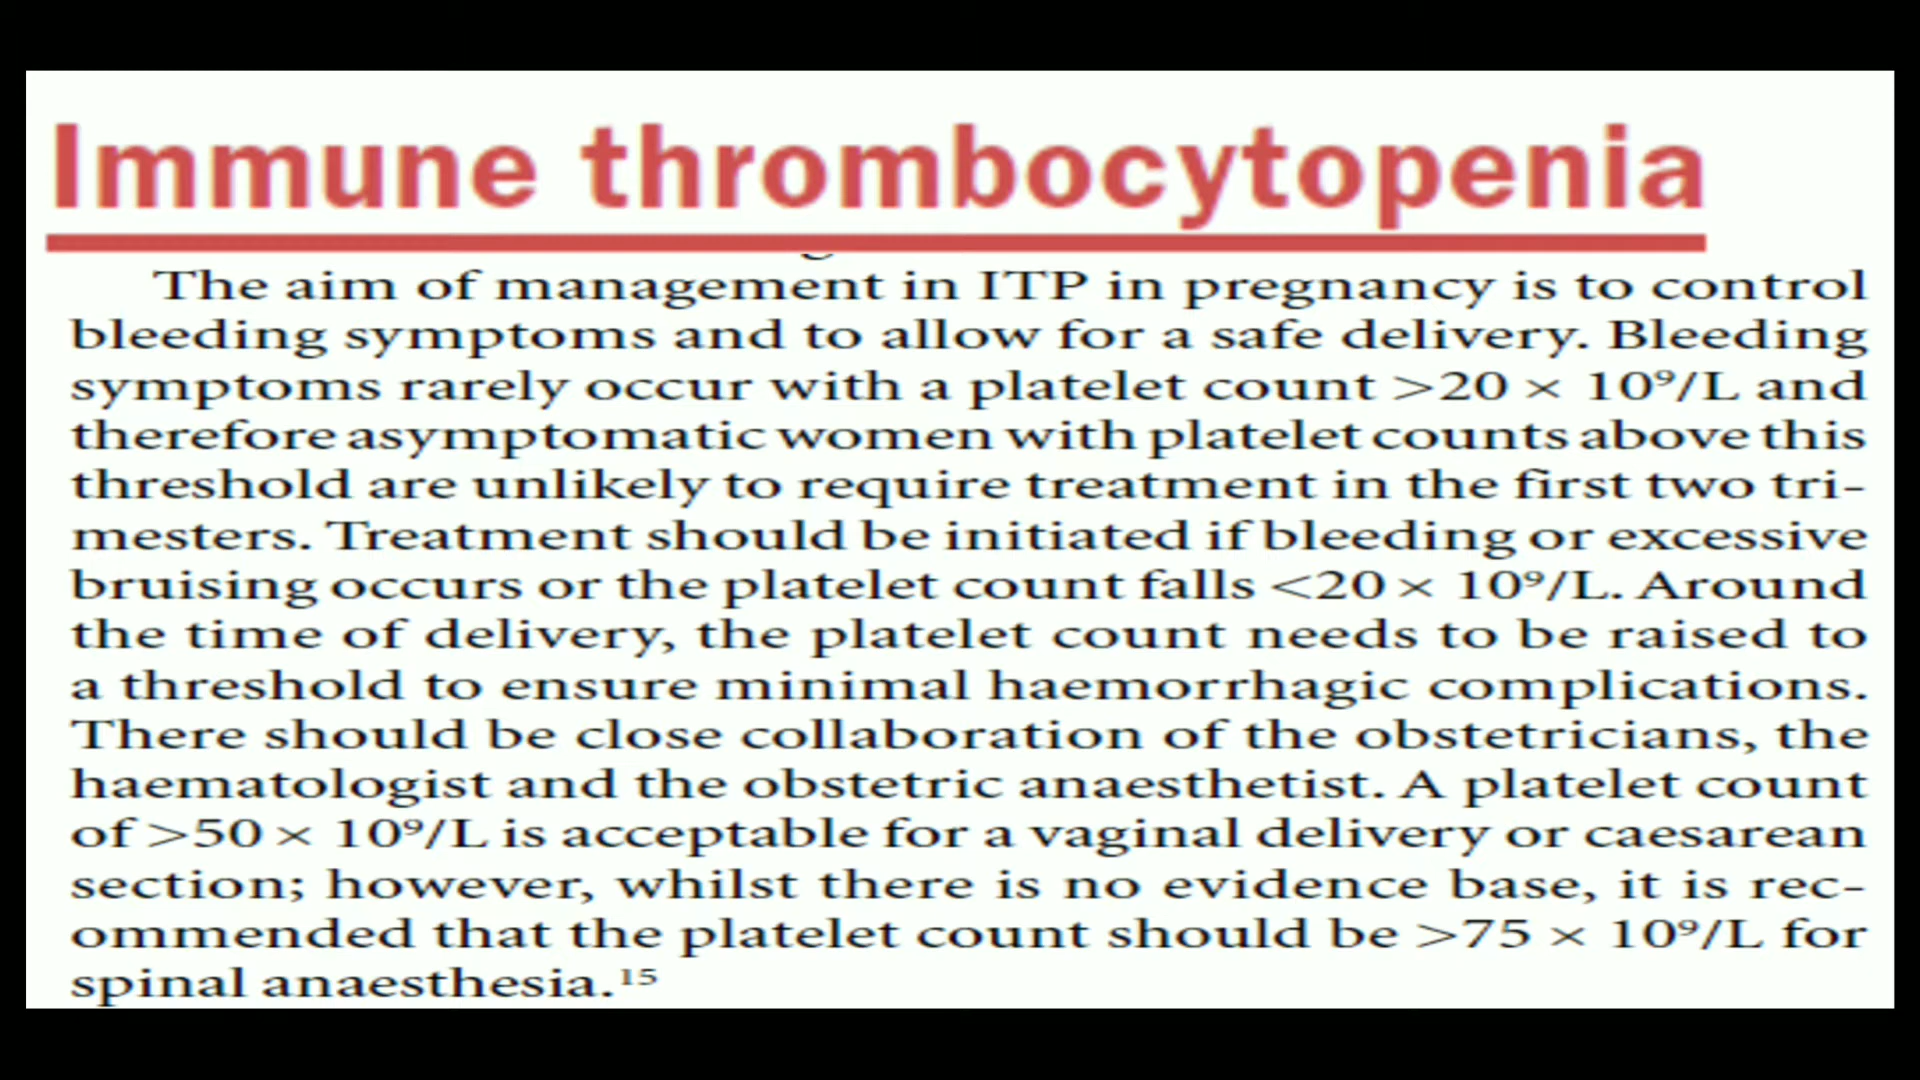 Immune thrombocytopenia
The aim of management in ITP in pregnancy is to control
bleeding symptoms and to allow for a safe delivery. Bleeding
symptoms rarely occur with a platelet count >20 × 10⁹/L and
therefore asymptomatic women with platelet counts above this
threshold are unlikely to require treatment in the first two tri-
mesters. Treatment should be initiated if bleeding or excessive
bruising occurs or the platelet count falls <20 × 10⁹/L. Around
the time of delivery, the platelet count needs to be raised to
a threshold to ensure minimal haemorrhagic complications.
There should be close collaboration of the obstetricians, the
haematologist and the obstetric anaesthetist. A platelet count
of >50 × 10⁹/L is acceptable for a vaginal delivery or caesarean
section; however, whilst there is no evidence base, it is rec-
ommended that the platelet count should be >75 × 10⁹/L for
spinal anaesthesia.¹⁵